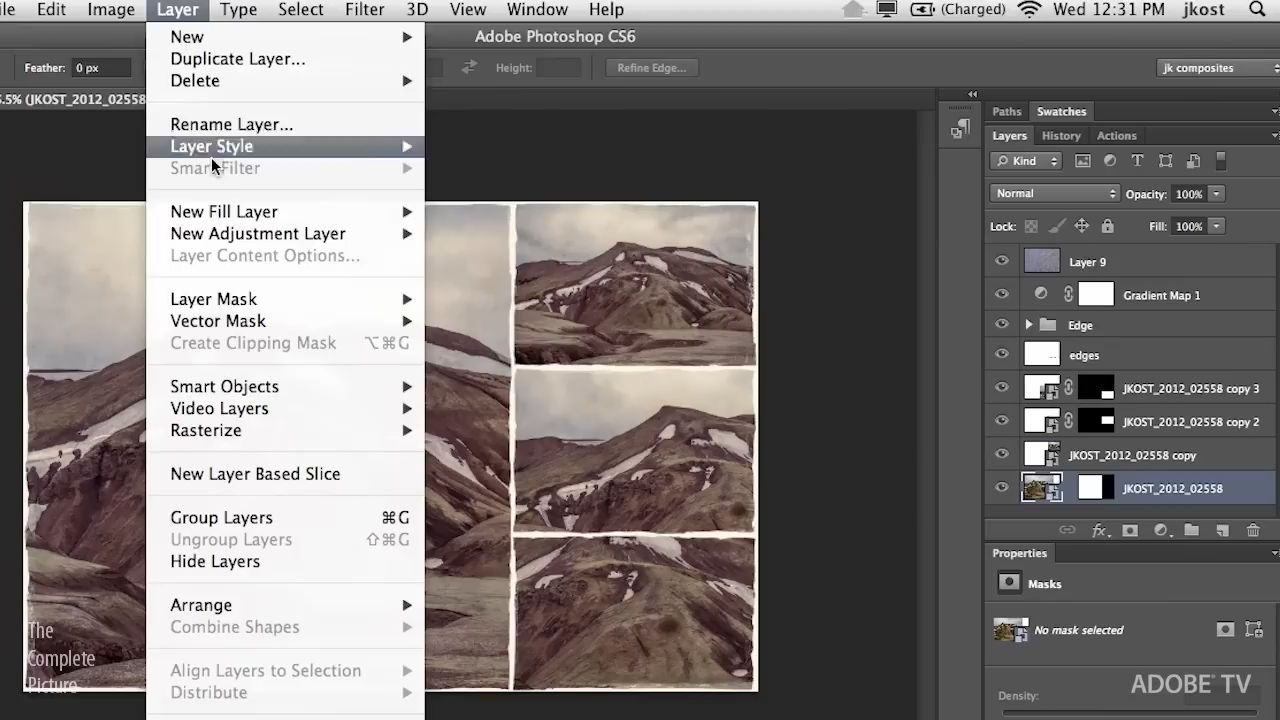 ile Edit Image Layer Type Select Filter 3D View Window Help (Charged) Wed 12:31 PM jkost
Adobe Photoshop CS6
Feather: 0 px Height: Refine Edge... jk composites
.5% (JKOST_2012_02558
New
Duplicate Layer...
Delete
Rename Layer...
Layer Style
Smart Filter
New Fill Layer
New Adjustment Layer
Layer Content Options...
Layer Mask
Vector Mask
Create Clipping Mask ⌥⌘G
Smart Objects
Video Layers
Rasterize
New Layer Based Slice
Group Layers ⌘G
Ungroup Layers ⇧⌘G
Hide Layers
Arrange
Combine Shapes
Align Layers to Selection
Distribute
Paths Swatches
Layers History Actions
Kind
Normal Opacity: 100%
Lock: Fill: 100%
Layer 9
Gradient Map 1
Edge
edges
JKOST_2012_02558 copy 3
JKOST_2012_02558 copy 2
JKOST_2012_02558 copy
JKOST_2012_02558
fx.
Properties
Masks
No mask selected
Density:
The
Complete
Picture
ADOBE® TV